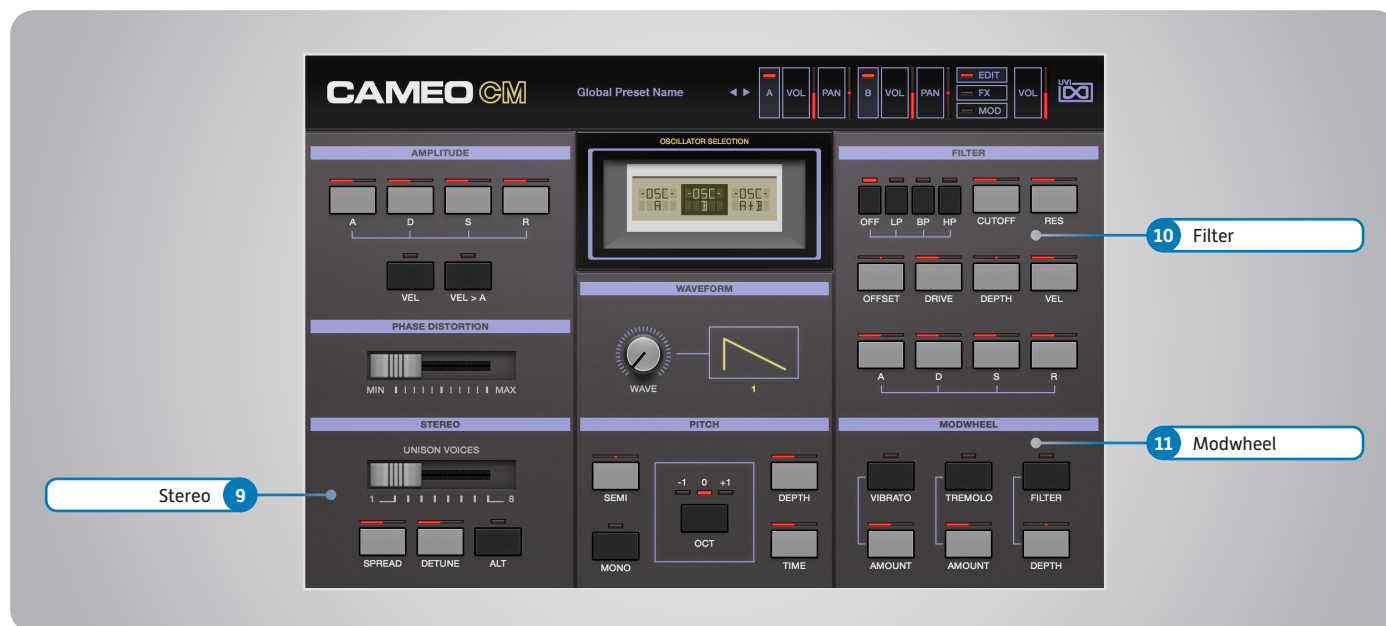 CAMEO CM
Global Preset Name
A VOL PAN B VOL PAN EDIT FX MOD VOL
UVI
AMPLITUDE
A D S R
VEL VEL > A
PHASE DISTORTION
MIN MAX
STEREO
UNISON VOICES
1 8
SPREAD DETUNE ALT
Stereo 9
OSCILLATOR SELECTION
-OSC- -OSC- -OSC-
A B A+B
WAVEFORM
WAVE 1
PITCH
SEMI
-1 0 +1
DEPTH
OCT
MONO
TIME
FILTER
OFF LP BP HP CUTOFF RES
10 Filter
OFFSET DRIVE DEPTH VEL
A D S R
MODWHEEL
11 Modwheel
VIBRATO TREMOLO FILTER
AMOUNT AMOUNT DEPTH